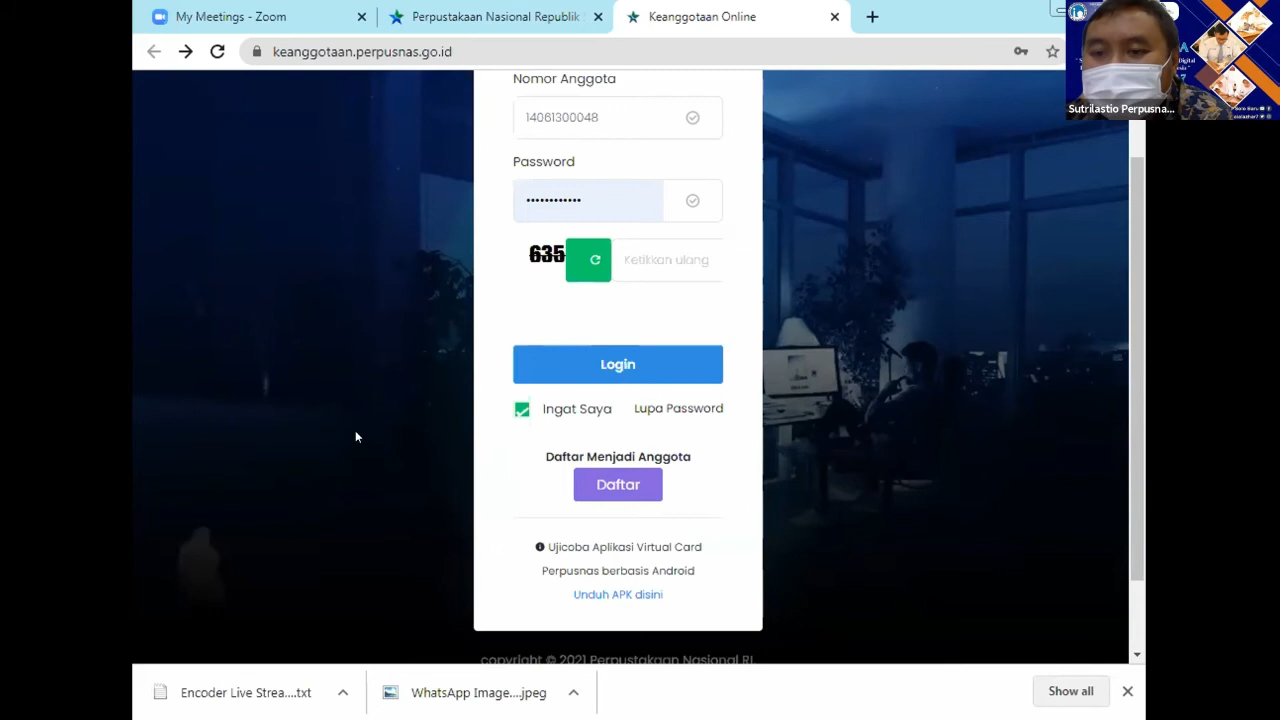 My Meetings - Zoom
Perpustakaan Nasional Republik
Keanggotaan Online
keanggotaan.perpusnas.go.id
Nomor Anggota
14061300048
Password
••••••••••••
635
Ketikkan ulang
Login
Ingat Saya
Lupa Password
Daftar Menjadi Anggota
Daftar
Ujicoba Aplikasi Virtual Card
Perpusnas berbasis Android
Unduh APK disini
copyright © 2021 Perpustakaan Nasional RI
Sutrilastio Perpusna...
Encoder Live Strea....txt
WhatsApp Image....jpeg
Show all